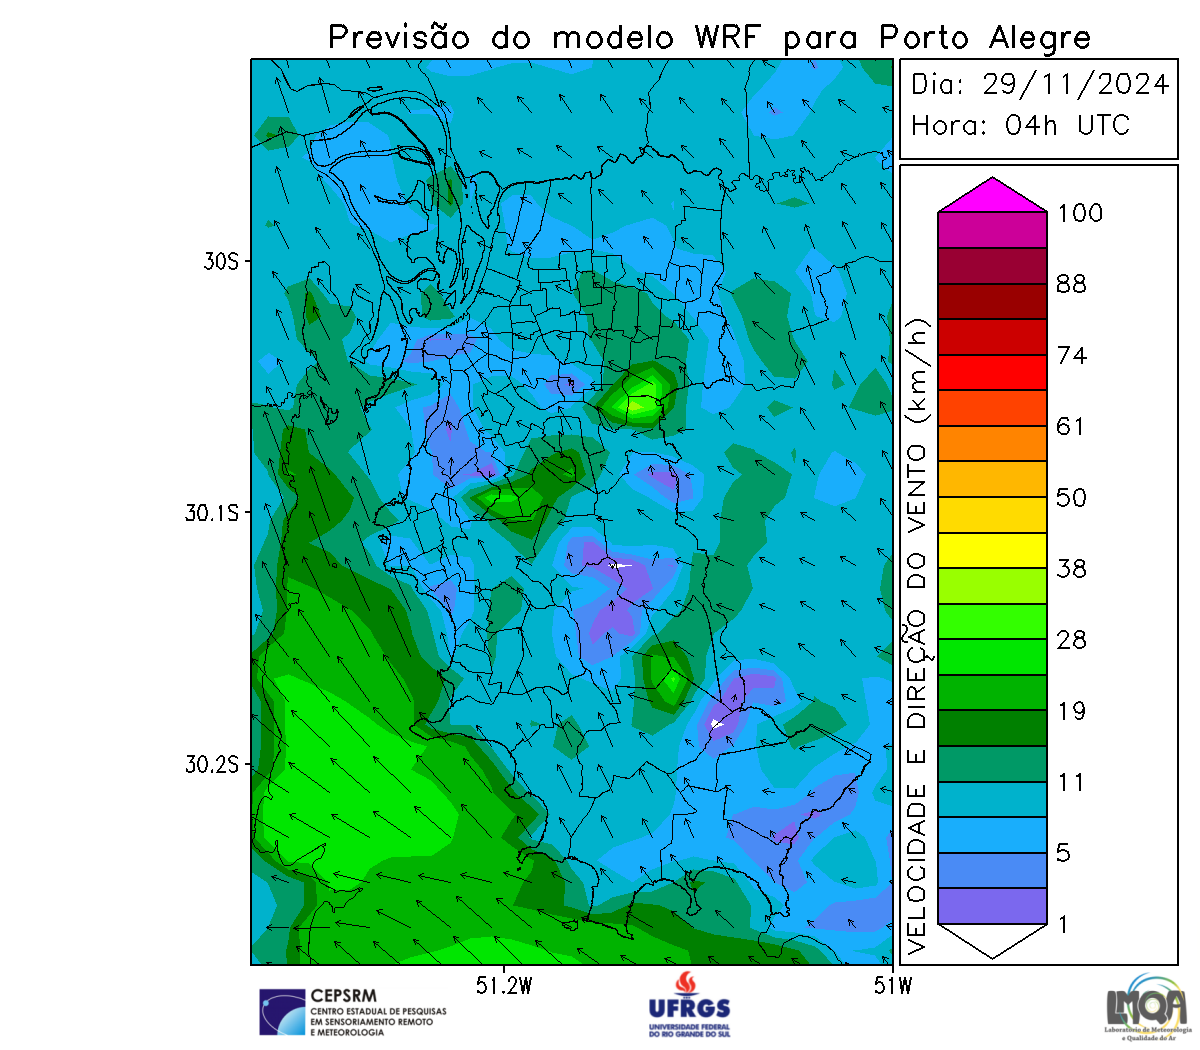 Previsão do modelo WRF para Porto Alegre
Dia: 29/11/2024
Hora: 04h UTC
100
88
74
61
50
38
28
19
11
5
1
VELOCIDADE E DIREÇÃO DO VENTO (km/h)
30S
30.1S
30.2S
51.2W
51W
CEPSRM
CENTRO ESTADUAL DE PESQUISAS
EM SENSORIAMENTO REMOTO
E METEOROLOGIA
UFRGS
UNIVERSIDADE FEDERAL
DO RIO GRANDE DO SUL
LMQA
Laboratório de Meteorologia
e Qualidade do Ar